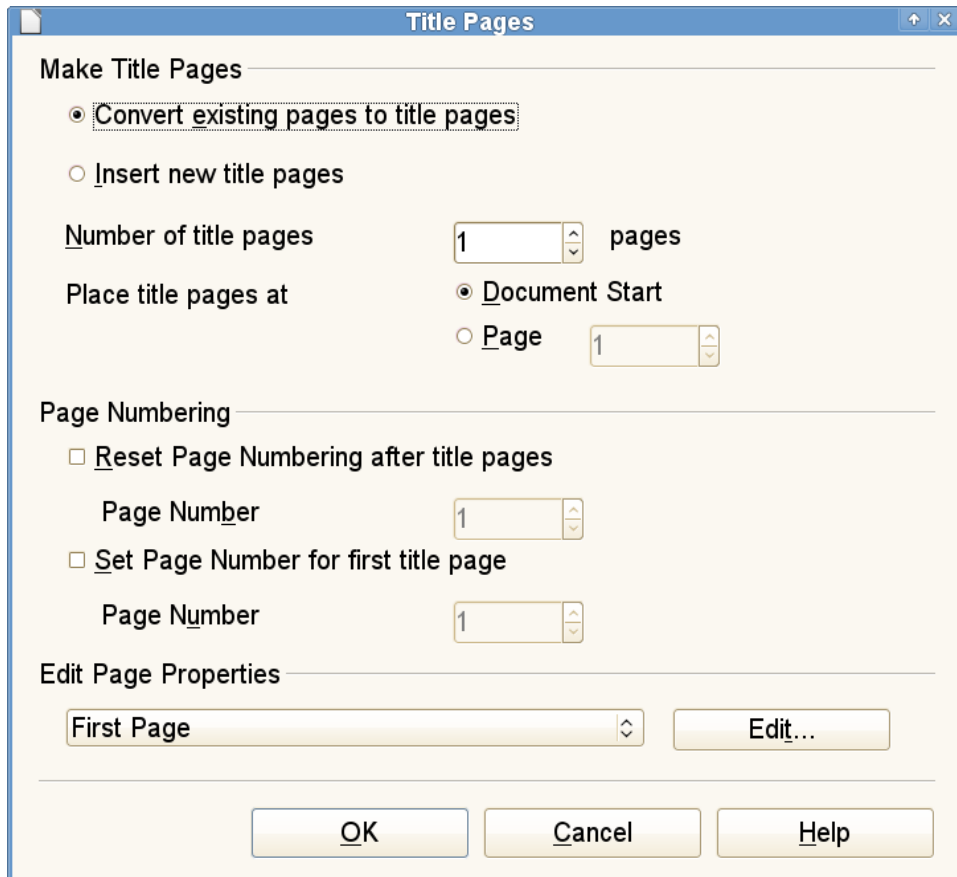 Title Pages
Make Title Pages
Convert existing pages to title pages
Insert new title pages
Number of title pages 1 pages
Place title pages at Document Start
Page 1
Page Numbering
Reset Page Numbering after title pages
Page Number 1
Set Page Number for first title page
Page Number 1
Edit Page Properties
First Page Edit...
OK Cancel Help